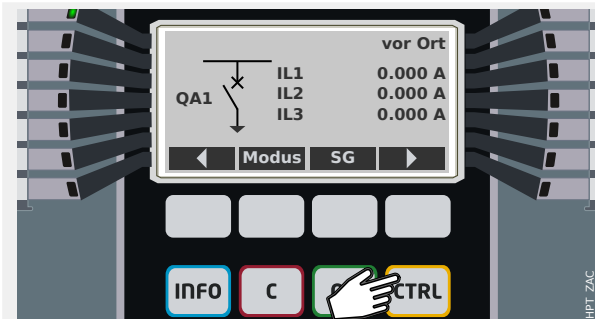 vor Ort
IL1 0.000 A
QA1 IL2 0.000 A
IL3 0.000 A
Modus SG
INFO C CTRL
HPT ZAC